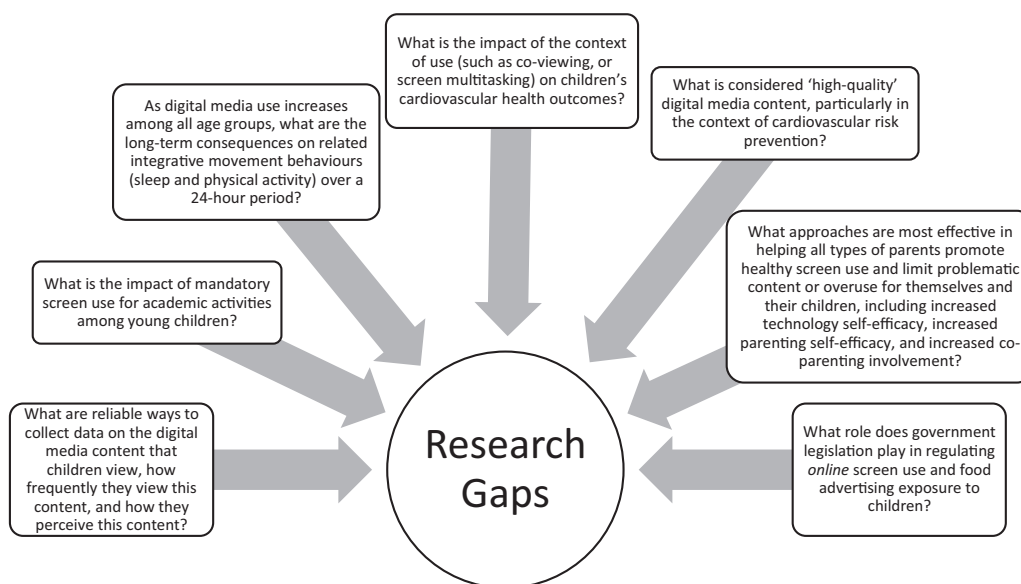 What is the impact of the context
of use (such as co-viewing, or
screen multitasking) on children’s
cardiovascular health outcomes?
What is considered ‘high-quality’
digital media content, particularly in
the context of cardiovascular risk
prevention?
As digital media use increases
among all age groups, what are the
long-term consequences on related
integrative movement behaviours
(sleep and physical activity) over a
24-hour period?
What approaches are most effective in
helping all types of parents promote
healthy screen use and limit problematic
content or overuse for themselves and
their children, including increased
technology self-efficacy, increased
parenting self-efficacy, and increased co-
parenting involvement?
What is the impact of mandatory
screen use for academic activities
among young children?
What are reliable ways to
collect data on the digital
media content that
children view, how
frequently they view this
content, and how they
perceive this content?
What role does government
legislation play in regulating
online screen use and food
advertising exposure to
children?
Research
Gaps